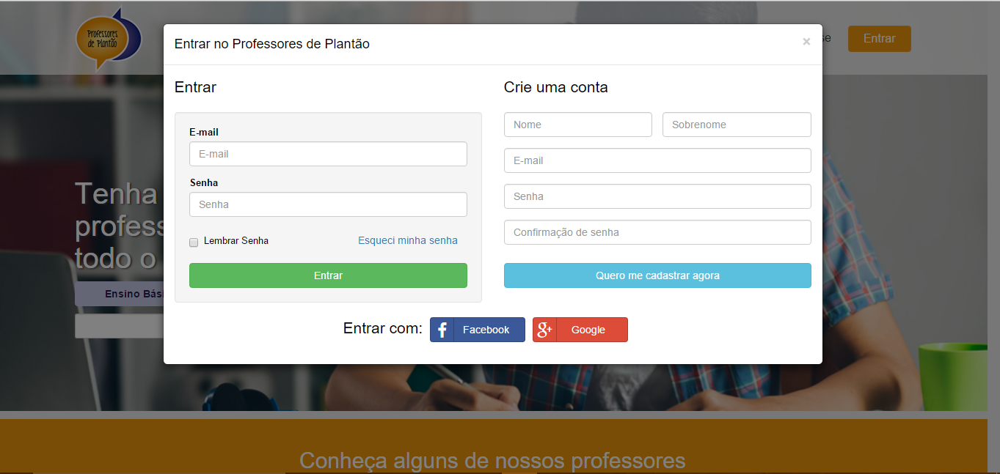 Professores
de Plantão
Entrar no Professores de Plantão
×
se
Entrar
Entrar
E-mail
E-mail
Senha
Senha
Lembrar Senha
Esqueci minha senha
Entrar
Crie uma conta
Nome
Sobrenome
E-mail
Senha
Confirmação de senha
Quero me cadastrar agora
Entrar com:
Facebook
g+
Google
Tenha
profess
todo o
Ensino Bási
Conheça alguns de nossos professores